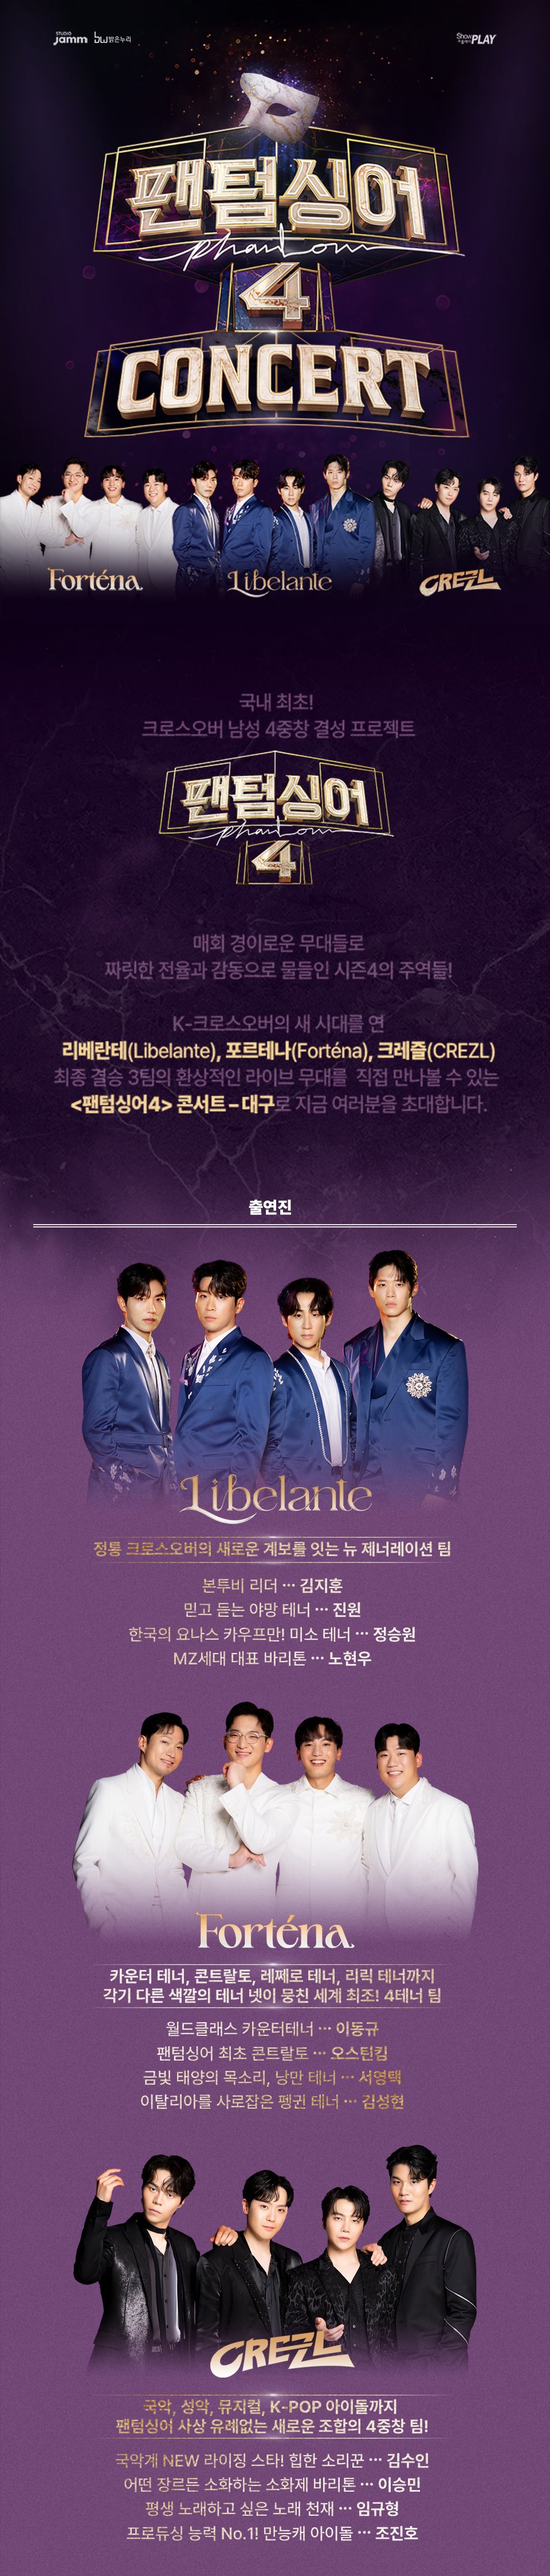 STUDIO
jamm
bw밝은누리
Show
쇼플레이
PLAY
팬텀싱어
phantom
4
CONCERT
Forténa
Libelante
CREZL
국내 최초!
크로스오버 남성 4중창 결성 프로젝트
팬텀싱어
phantom
4
매회 경이로운 무대들로
짜릿한 전율과 감동으로 물들인 시즌4의 주역들!
K-크로스오버의 새 시대를 연
리베란테(Libelante), 포르테나(Forténa), 크레즐(CREZL)
최종 결승 3팀의 환상적인 라이브 무대를 직접 만나볼 수 있는
<팬텀싱어4> 콘서트 – 대구로 지금 여러분을 초대합니다.
출연진
Libelante
정통 크로스오버의 새로운 계보를 잇는 뉴 제너레이션 팀
본투비 리더 ··· 김지훈
믿고 듣는 야망 테너 ··· 진원
한국의 요나스 카우프만! 미소 테너 ··· 정승원
MZ세대 대표 바리톤 ··· 노현우
Forténa
카운터 테너, 콘트랄토, 레쩨로 테너, 리릭 테너까지
각기 다른 색깔의 테너 넷이 뭉친 세계 최초! 4테너 팀
월드클래스 카운터테너 ··· 이동규
팬텀싱어 최초 콘트랄토 ··· 오스틴킴
금빛 태양의 목소리, 낭만 테너 ··· 서영택
이탈리아를 사로잡은 펭귄 테너 ··· 김성현
CREZL
국악, 성악, 뮤지컬, K-POP 아이돌까지
팬텀싱어 사상 유례없는 새로운 조합의 4중창 팀!
국악계 NEW 라이징 스타! 힙한 소리꾼 ··· 김수인
어떤 장르든 소화하는 소화제 바리톤 ··· 이승민
평생 노래하고 싶은 노래 천재 ··· 임규형
프로듀싱 능력 No.1! 만능캐 아이돌 ··· 조진호